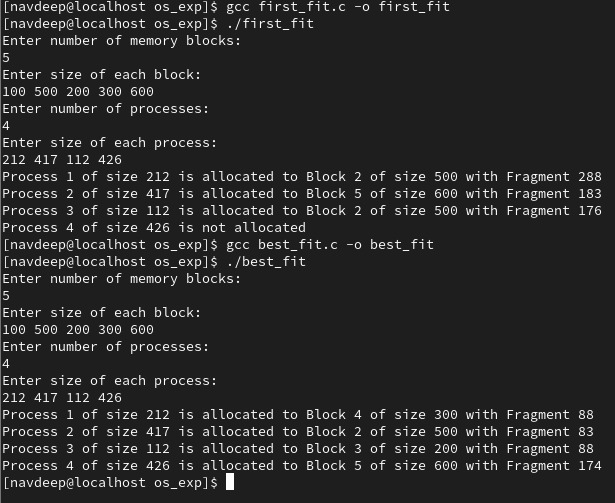 [navdeep@localhost os_exp]$ gcc first_fit.c -o first_fit
[navdeep@localhost os_exp]$ ./first_fit
Enter number of memory blocks:
5
Enter size of each block:
100 500 200 300 600
Enter number of processes:
4
Enter size of each process:
212 417 112 426
Process 1 of size 212 is allocated to Block 2 of size 500 with Fragment 288
Process 2 of size 417 is allocated to Block 5 of size 600 with Fragment 183
Process 3 of size 112 is allocated to Block 2 of size 500 with Fragment 176
Process 4 of size 426 is not allocated
[navdeep@localhost os_exp]$ gcc best_fit.c -o best_fit
[navdeep@localhost os_exp]$ ./best_fit
Enter number of memory blocks:
5
Enter size of each block:
100 500 200 300 600
Enter number of processes:
4
Enter size of each process:
212 417 112 426
Process 1 of size 212 is allocated to Block 4 of size 300 with Fragment 88
Process 2 of size 417 is allocated to Block 2 of size 500 with Fragment 83
Process 3 of size 112 is allocated to Block 3 of size 200 with Fragment 88
Process 4 of size 426 is allocated to Block 5 of size 600 with Fragment 174
[navdeep@localhost os_exp]$